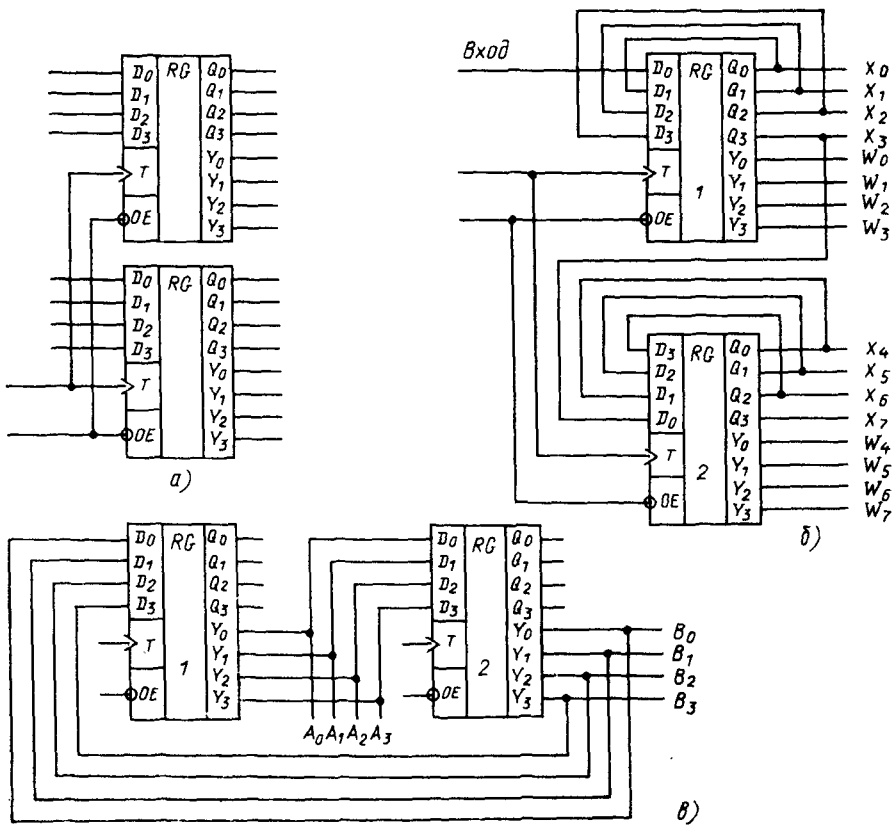 D0 RG Q0
D1 Q1
D2 Q2
D3 Q3
Y0
T Y1
Y2
OE Y3
D0 RG Q0
D1 Q1
D2 Q2
D3 Q3
Y0
T Y1
Y2
OE Y3
а)
Вход
D0 RG Q0 X0
D1 Q1 X1
D2 Q2 X2
D3 Q3 X3
Y0 W0
T Y1 W1
1 Y2 W2
OE Y3 W3
D3 RG Q0 X4
D2 Q1 X5
D1 Q2 X6
D0 Q3 X7
Y0 W4
T Y1 W5
2 Y2 W6
OE Y3 W7
б)
D0 RG Q0
D1 Q1
D2 Q2
D3 Q3
Y0
T Y1
1 Y2
OE Y3
A0 A1 A2 A3
D0 RG Q0
D1 Q1
D2 Q2
D3 Q3
Y0 B0
T Y1 B1
2 Y2 B2
OE Y3 B3
в)